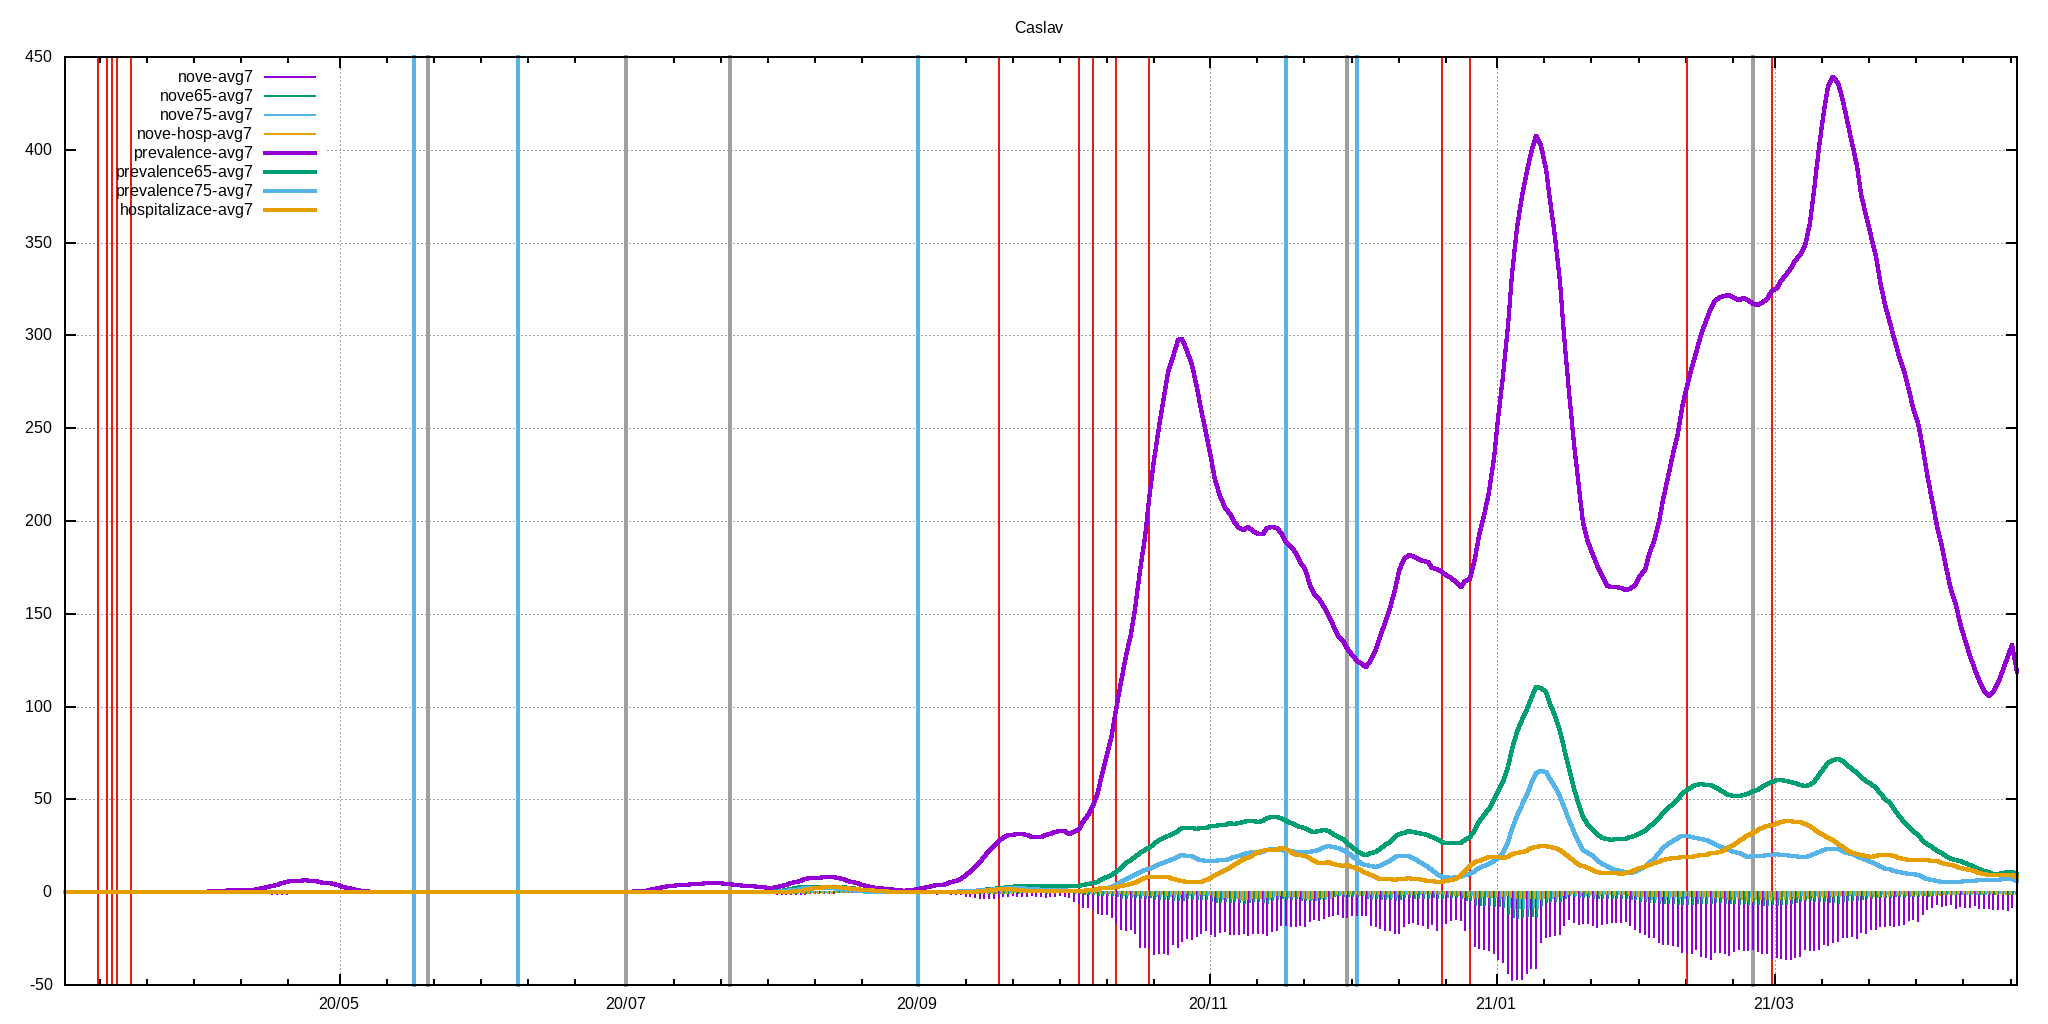 Caslav
450
400
350
300
250
200
150
100
50
0
-50
nove-avg7
nove65-avg7
nove75-avg7
nove-hosp-avg7
prevalence-avg7
prevalence65-avg7
prevalence75-avg7
hospitalizace-avg7
20/05 20/07 20/09 20/11 21/01 21/03